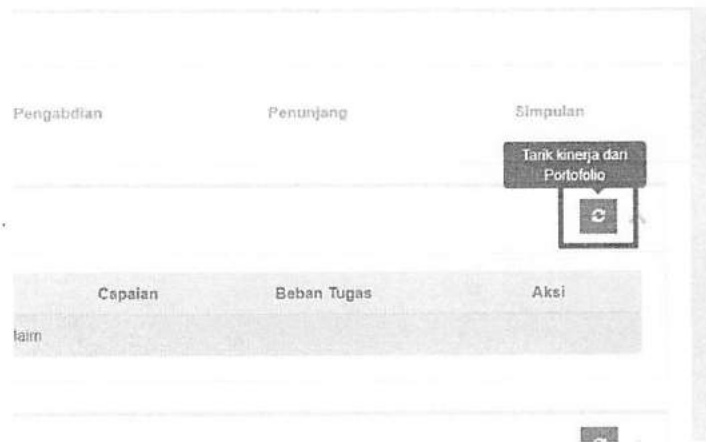 Pengabdian Penunjang Simpulan
Tarik kinerja dari
Portofolio
Capaian Beban Tugas Aksi
laim